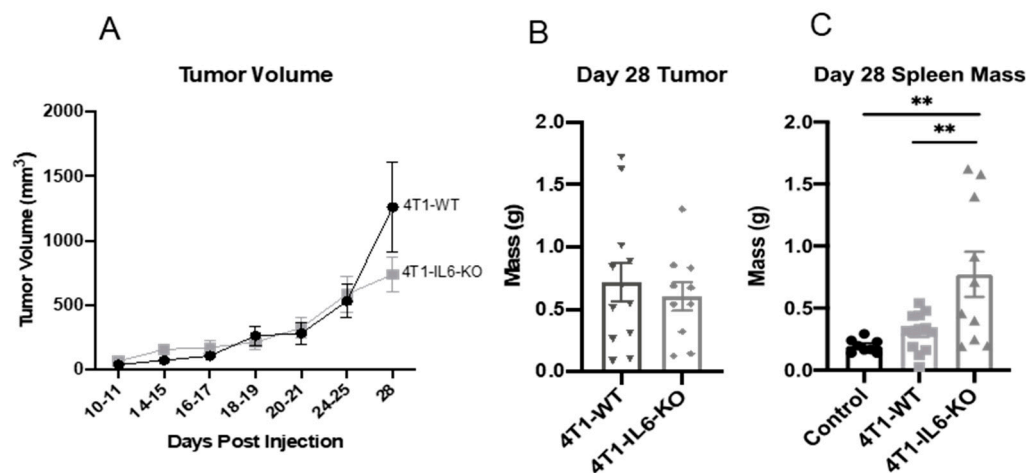 A
Tumor Volume
Tumor Volume (mm³)
2000
1500
1000
500
0
4T1-WT
4T1-IL6-KO
10-11
14-15
16-17
18-19
20-21
24-25
28
Days Post Injection
B
Day 28 Tumor
Mass (g)
2.0
1.5
1.0
0.5
0.0
4T1-WT
4T1-IL6-KO
C
Day 28 Spleen Mass
**
**
Mass (g)
2.0
1.5
1.0
0.5
0.0
Control
4T1-WT
4T1-IL6-KO